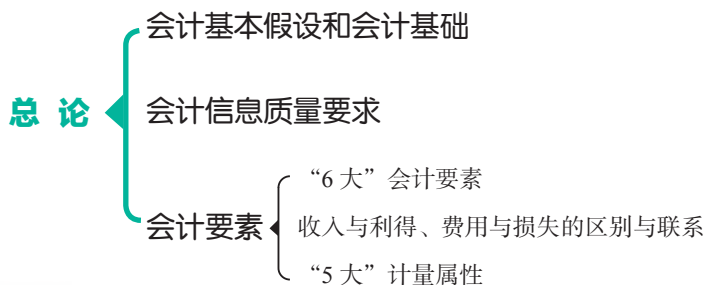 会计基本假设和会计基础
总 论
会计信息质量要求
“6 大”会计要素
会计要素
收入与利得、费用与损失的区别与联系
“5 大”计量属性